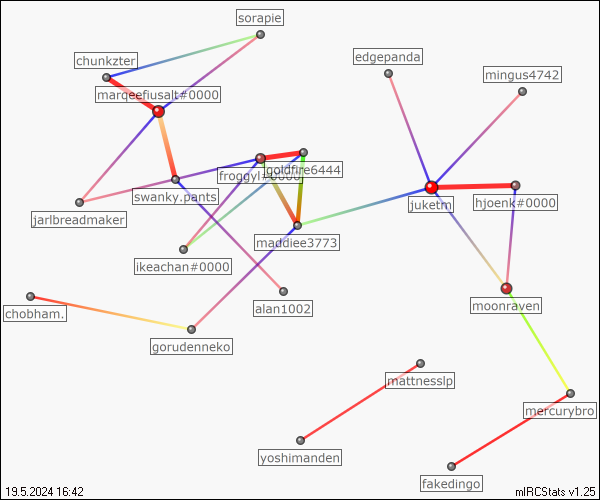 sorapie
chunkzter
edgepanda
mingus4742
marqeefiusalt#0000
goldfire6444
froggyl#0000
swanky.pants
juketn
hjoenk#0000
jarlbreadmaker
maddiee3773
ikeachan#0000
alan1002
moonraven
chobham.
gorudenneko
mattnesslp
mercurybro
yoshimanden
fakedingo
19.5.2024 16:42
mIRCStats v1.25